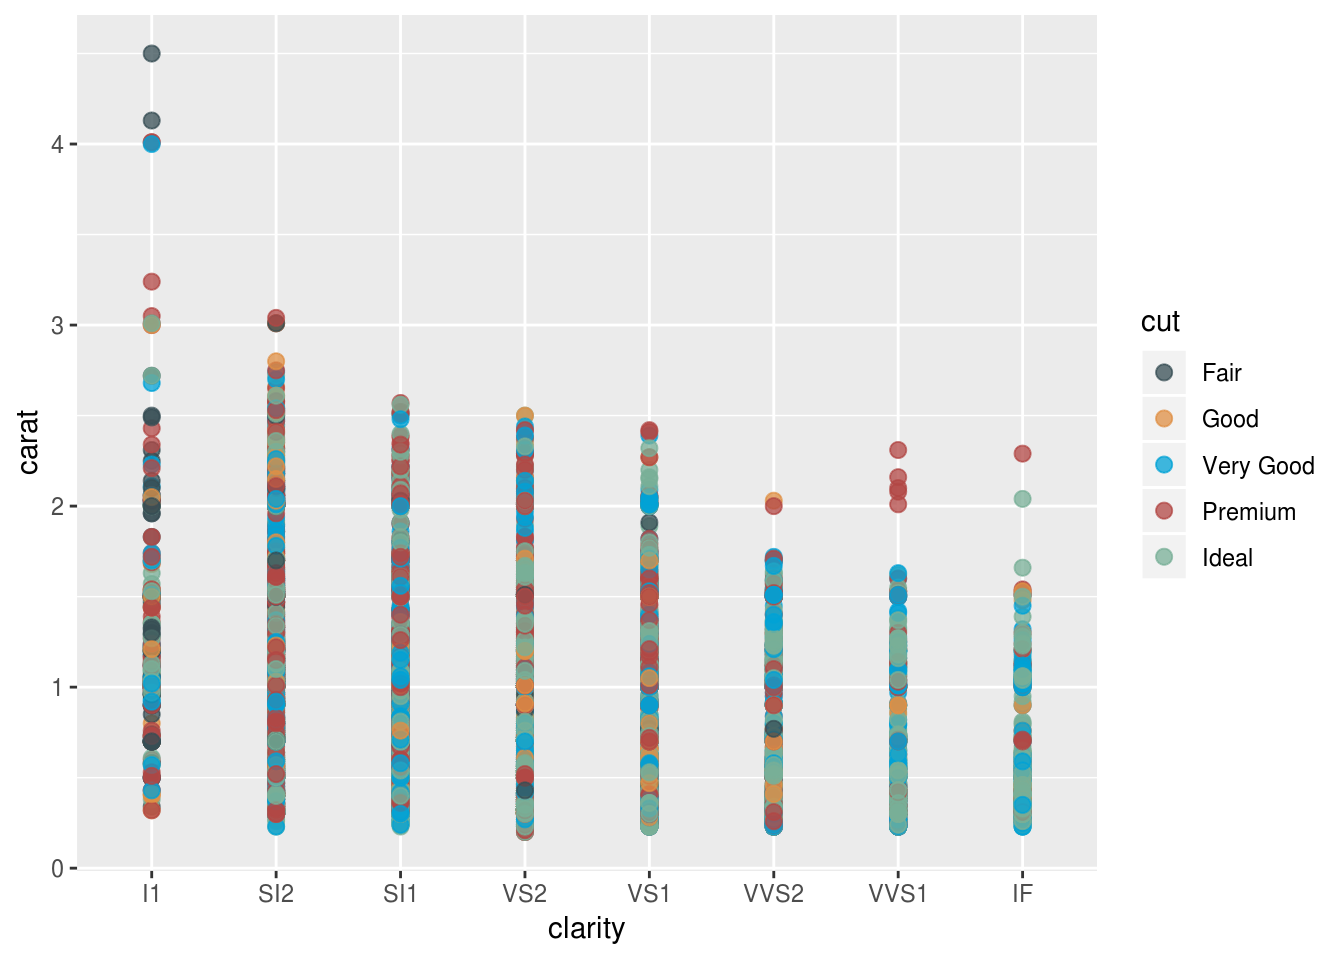 4
3
2
1
0
carat
I1 SI2 SI1 VS2 VS1 VVS2 VVS1 IF
clarity
cut
Fair
Good
Very Good
Premium
Ideal